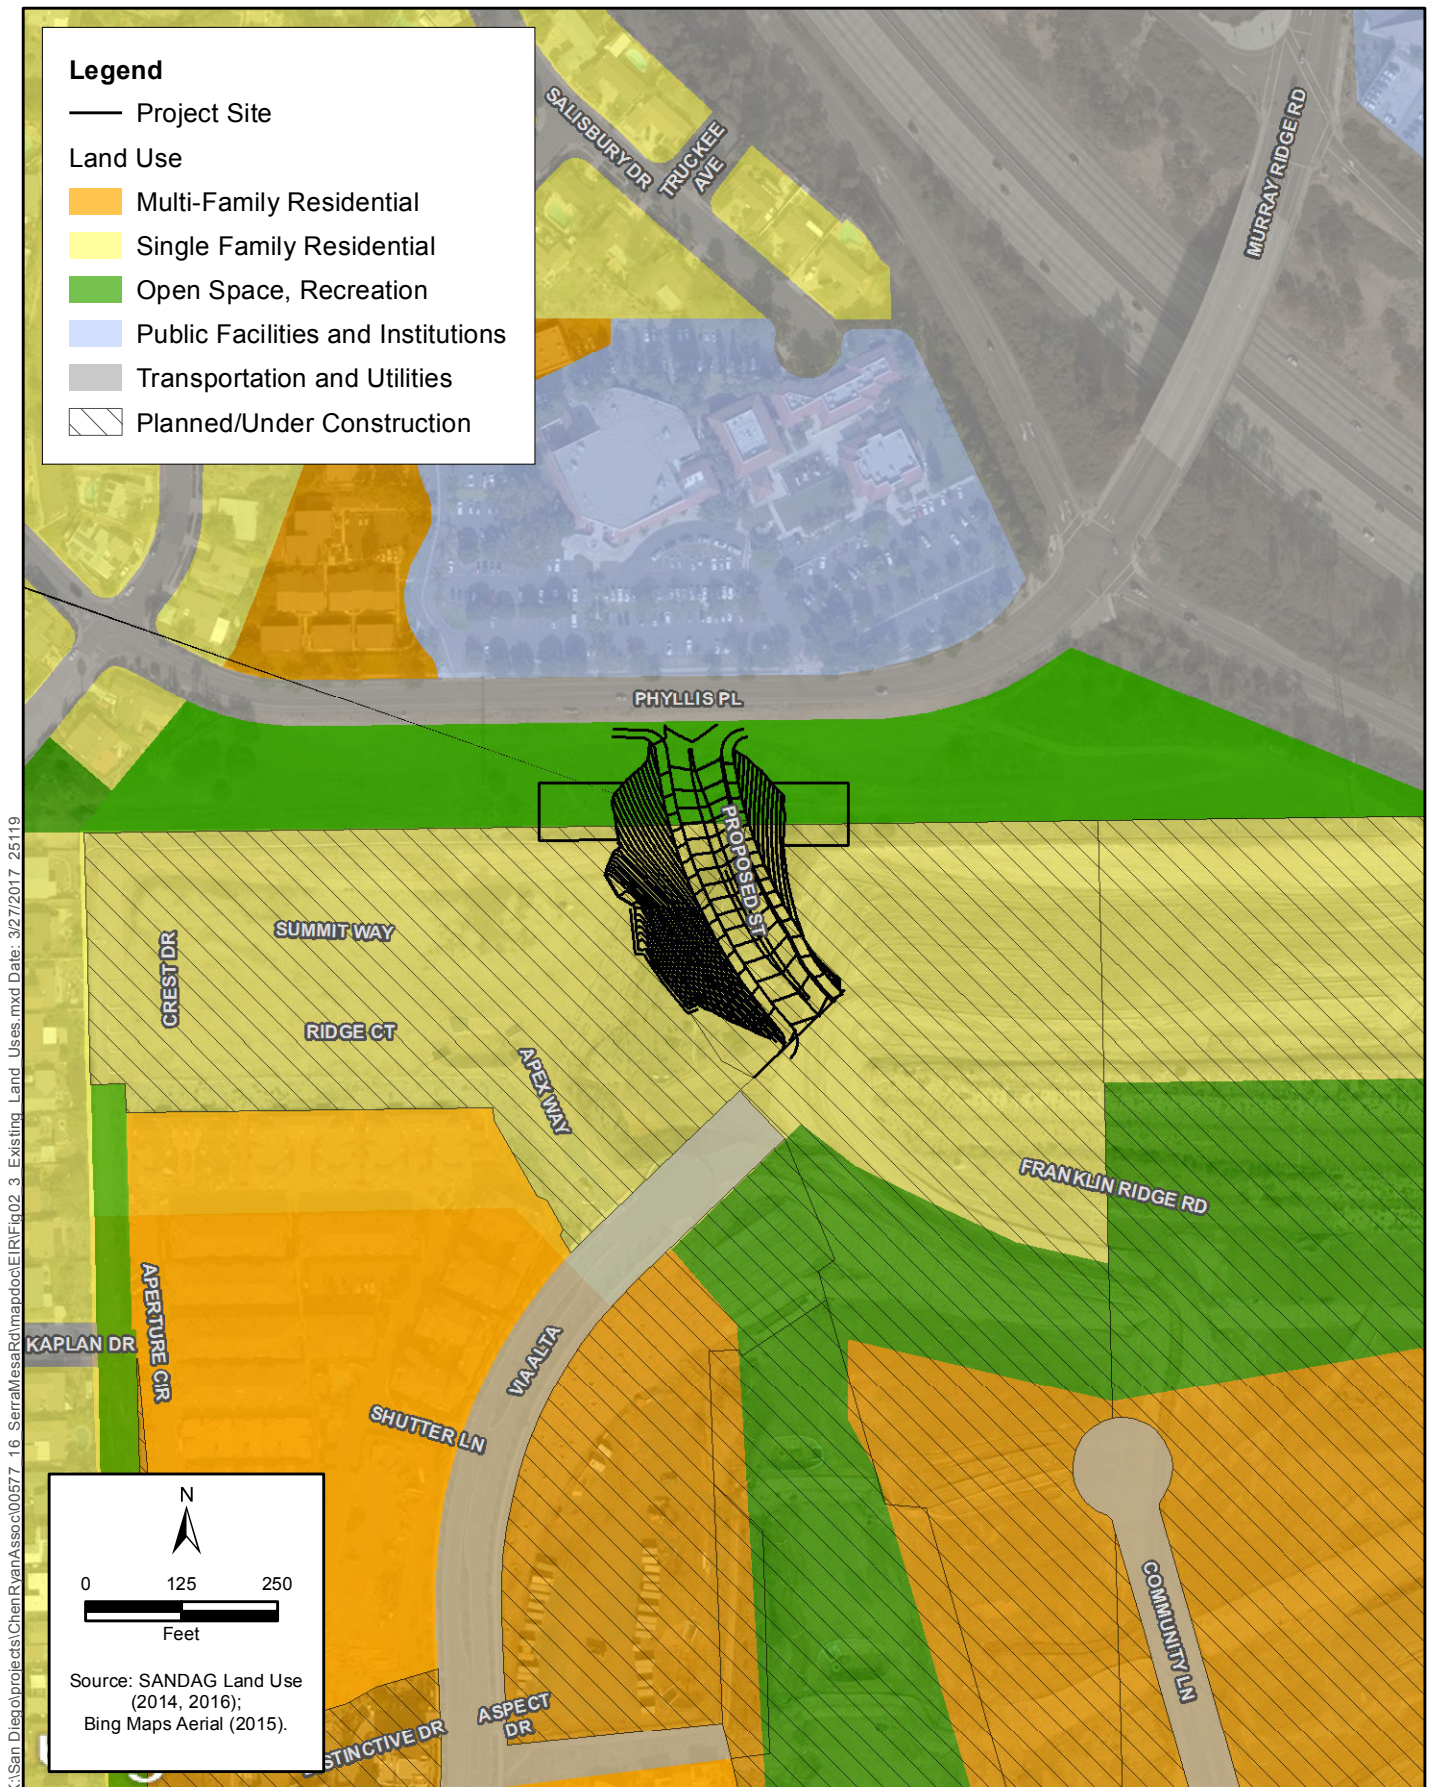 Legend
Project Site
Land Use
Multi-Family Residential
Single Family Residential
Open Space, Recreation
Public Facilities and Institutions
Transportation and Utilities
Planned/Under Construction
SALISBURY DR
TRUCKEE
AVE
MURRAY RIDGE RD
PHYLLIS PL
PROPOSED ST
SUMMIT WAY
CREST DR
RIDGE CT
APEX WAY
FRANKLIN RIDGE RD
APERTURE CIR
KAPLAN DR
VIA ALTA
SHUTTER LN
COMMUNITY LN
ASPECT
DR
STINCTIVE DR
N
0 125 250
Feet
Source: SANDAG Land Use
(2014, 2016);
Bing Maps Aerial (2015).
K:\San Diego\projects\ChenRyanAssoc\00577_16_SerraMesaRd\mapdoc\EIR\Fig02_3_Existing_Land_Uses.mxd Date: 3/27/2017 25119